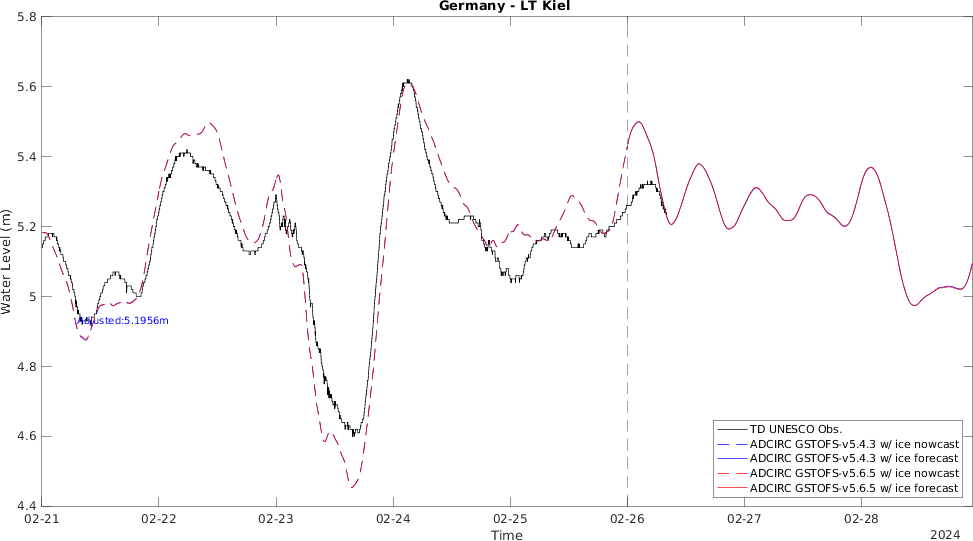 Germany - LT Kiel
5.8
5.6
5.4
5.2
5
4.8
4.6
4.4
Water Level (m)
Adjusted:5.1956m
TD UNESCO Obs.
ADCIRC GSTOFS-v5.4.3 w/ ice nowcast
ADCIRC GSTOFS-v5.4.3 w/ ice forecast
ADCIRC GSTOFS-v5.6.5 w/ ice nowcast
ADCIRC GSTOFS-v5.6.5 w/ ice forecast
02-21 02-22 02-23 02-24 02-25 02-26 02-27 02-28
Time
2024